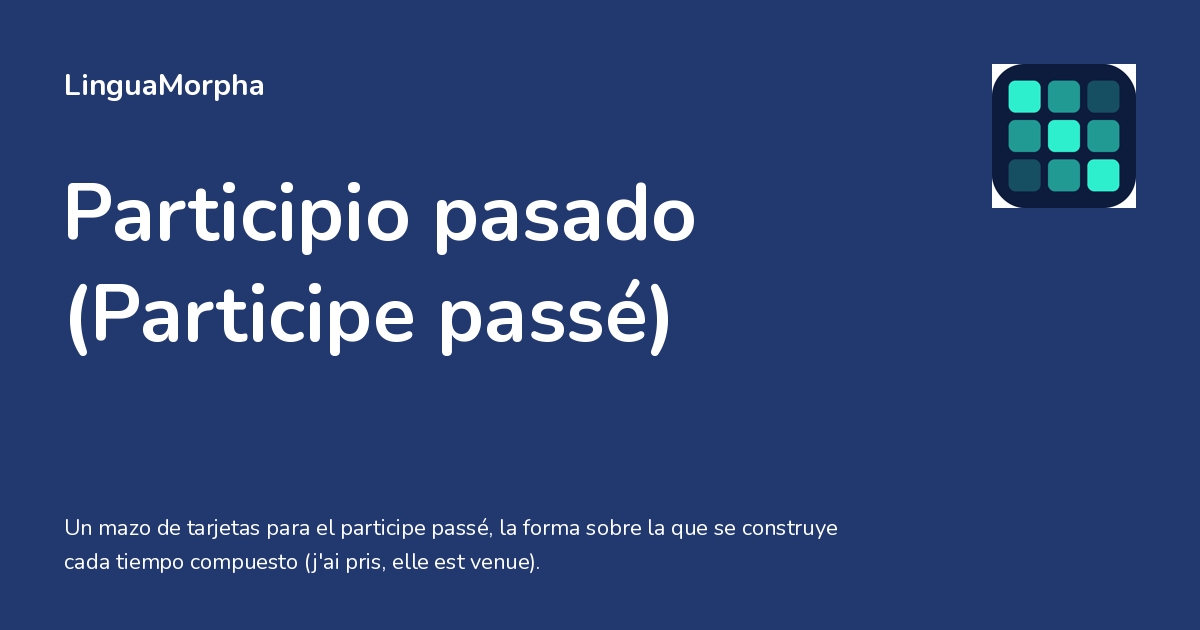 LinguaMorpha
Participio pasado
(Participe passé)
Un mazo de tarjetas para el participe passé, la forma sobre la que se construye
cada tiempo compuesto (j'ai pris, elle est venue).